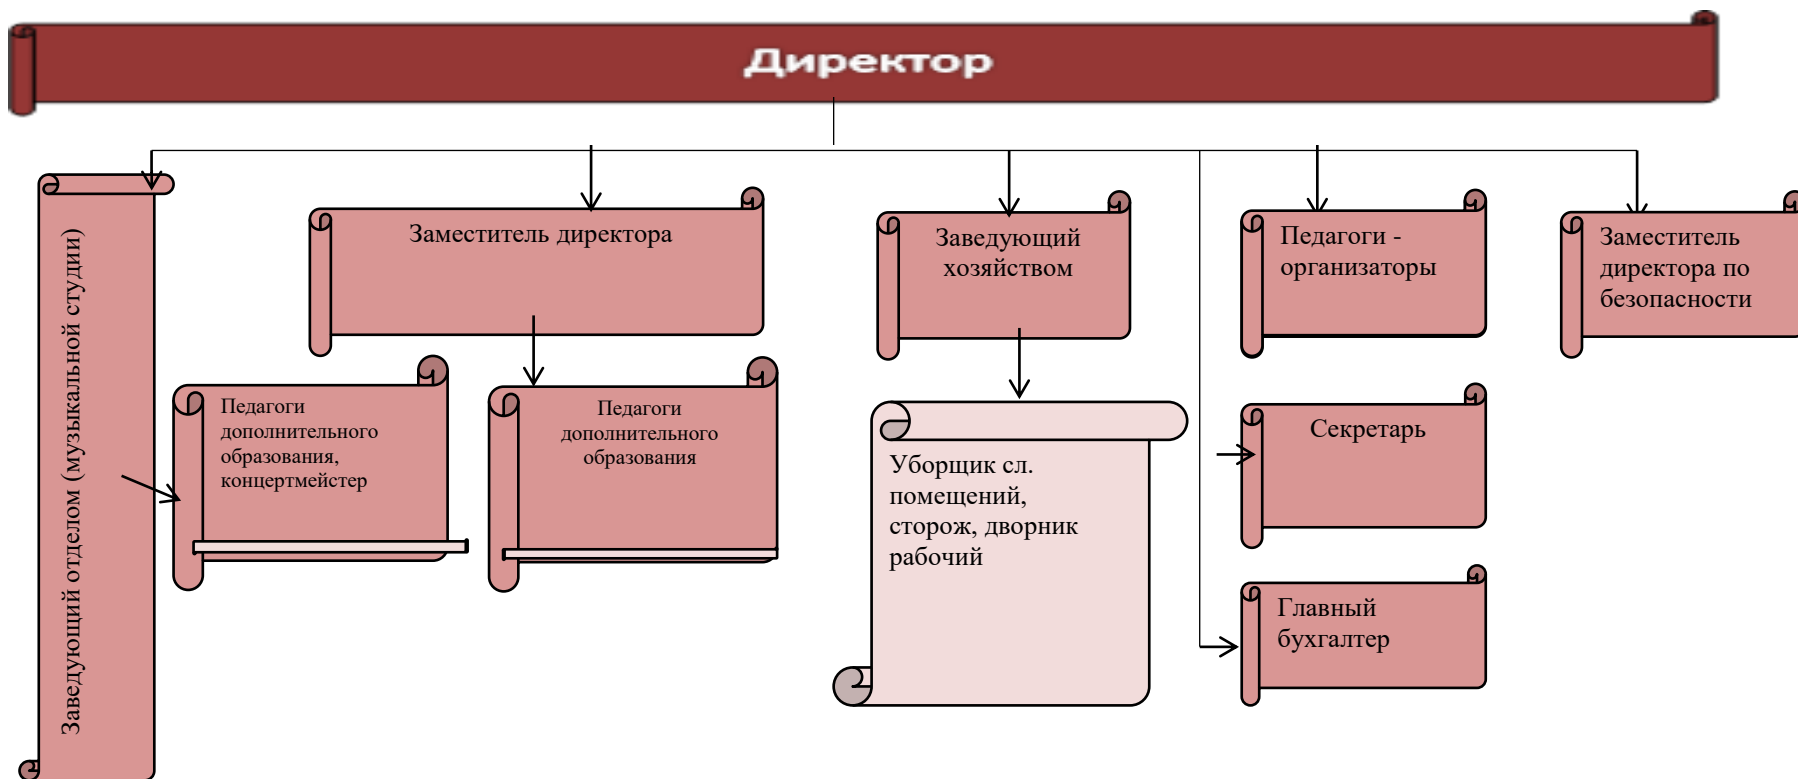 Директор
Заведующий отделом (музыкальной студии)
Заместитель директора
Педагоги
дополнительного
образования,
концертмейстер
Педагоги
дополнительного
образования
Заведующий
хозяйством
Уборщик сл.
помещений,
сторож, дворник
рабочий
Педагоги -
организаторы
Секретарь
Главный
бухгалтер
Заместитель
директора по
безопасности